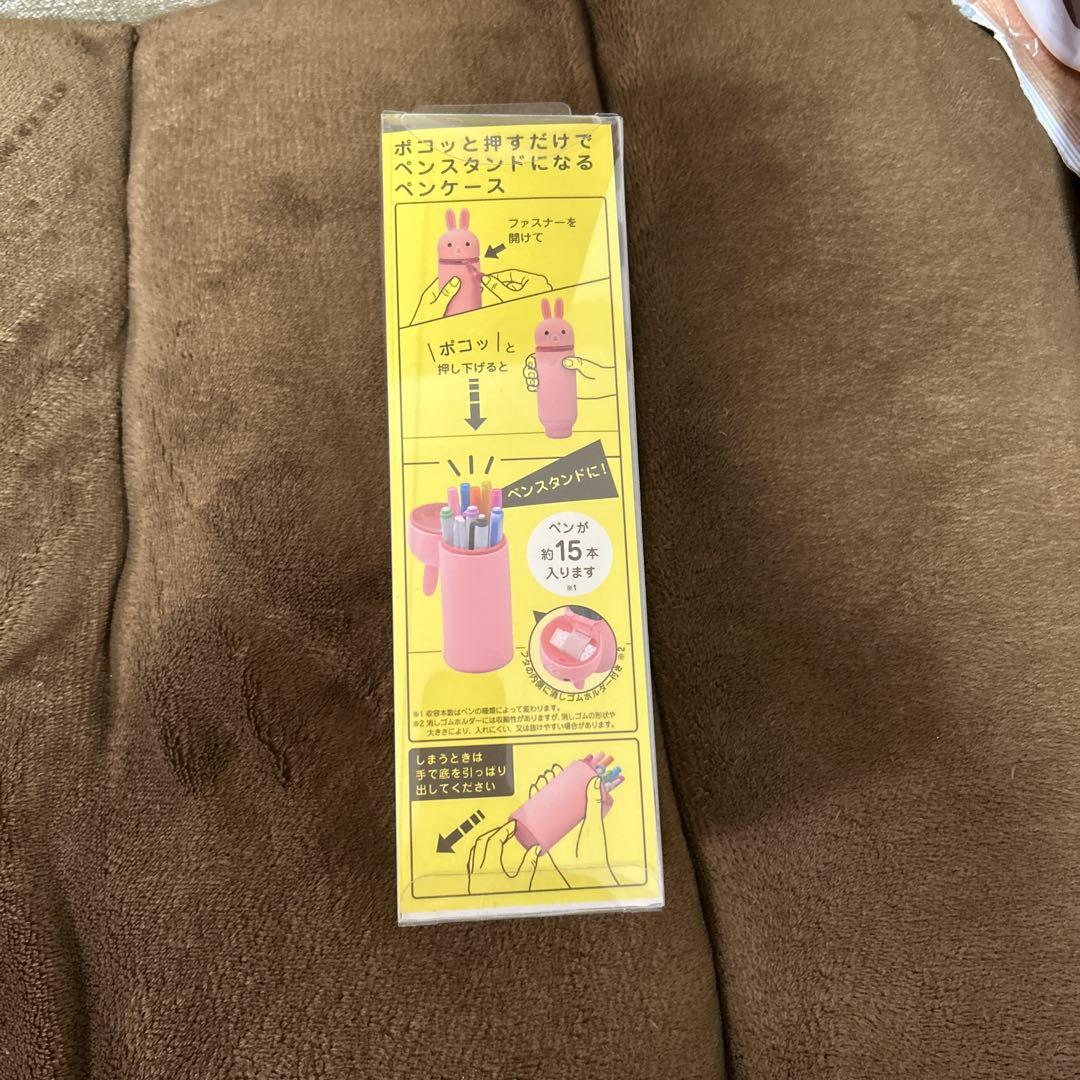 ポコッと押すだけで
ペンスタンドになる
ペンケース
ファスナーを
開けて
ポコッと
押し下げると
ペンスタンドに!
ペンが
約15本
入ります
※1
フタの内側に消しゴムホルダー付き※2
※1 収容本数はペンの種類によって変わります。
※2 消しゴムホルダーには収縮性がありますが、消しゴムの形状や
大きさにより、入れにくい、又は抜けやすい場合があります。
しまうときは
手で底を引っぱり
出してください